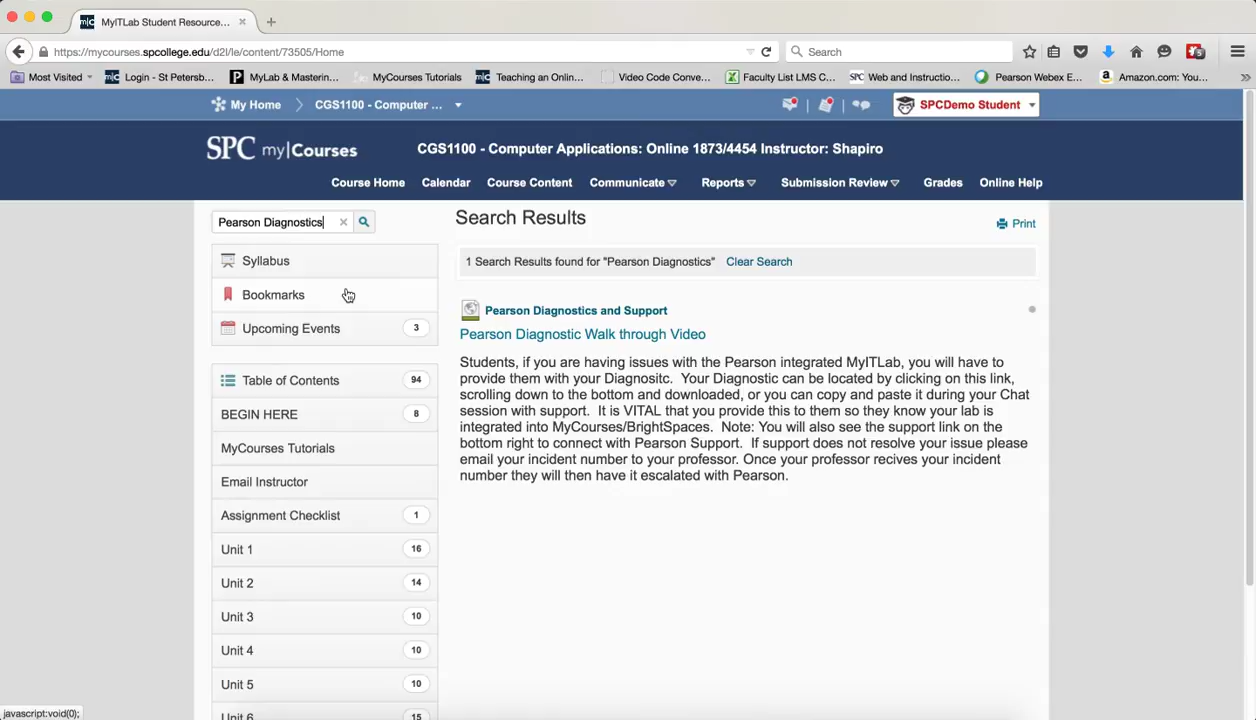 MyITLab Student Resource...
https://mycourses.spcollege.edu/d2l/le/content/73505/Home
Search
Most Visited
Login - St Petersb...
MyLab & Mastering...
MyCourses Tutorials
Teaching an Onlin...
Video Code Conve...
Faculty List LMS C...
SPC Web and Instructio...
Pearson Webex E...
Amazon.com: You...
My Home
CGS1100 - Computer ...
SPCDemo Student
SPC my|Courses
CGS1100 - Computer Applications: Online 1873/4454 Instructor: Shapiro
Course Home
Calendar
Course Content
Communicate
Reports
Submission Review
Grades
Online Help
Pearson Diagnostics
Search Results
Print
Syllabus
Bookmarks
Upcoming Events 3
1 Search Results found for "Pearson Diagnostics" Clear Search
Pearson Diagnostics and Support
Pearson Diagnostic Walk through Video
Students, if you are having issues with the Pearson integrated MyITLab, you will have to
provide them with your Diagnositc. Your Diagnostic can be located by clicking on this link,
scrolling down to the bottom and downloaded, or you can copy and paste it during your Chat
session with support. It is VITAL that you provide this to them so they know your lab is
integrated into MyCourses/BrightSpaces. Note: You will also see the support link on the
bottom right to connect with Pearson Support. If support does not resolve your issue please
email your incident number to your professor. Once your professor recives your incident
number they will then have it escalated with Pearson.
Table of Contents 94
BEGIN HERE 8
MyCourses Tutorials
Email Instructor
Assignment Checklist 1
Unit 1 16
Unit 2 14
Unit 3 10
Unit 4 10
Unit 5 10
Unit 6 15
javascript:void(0);